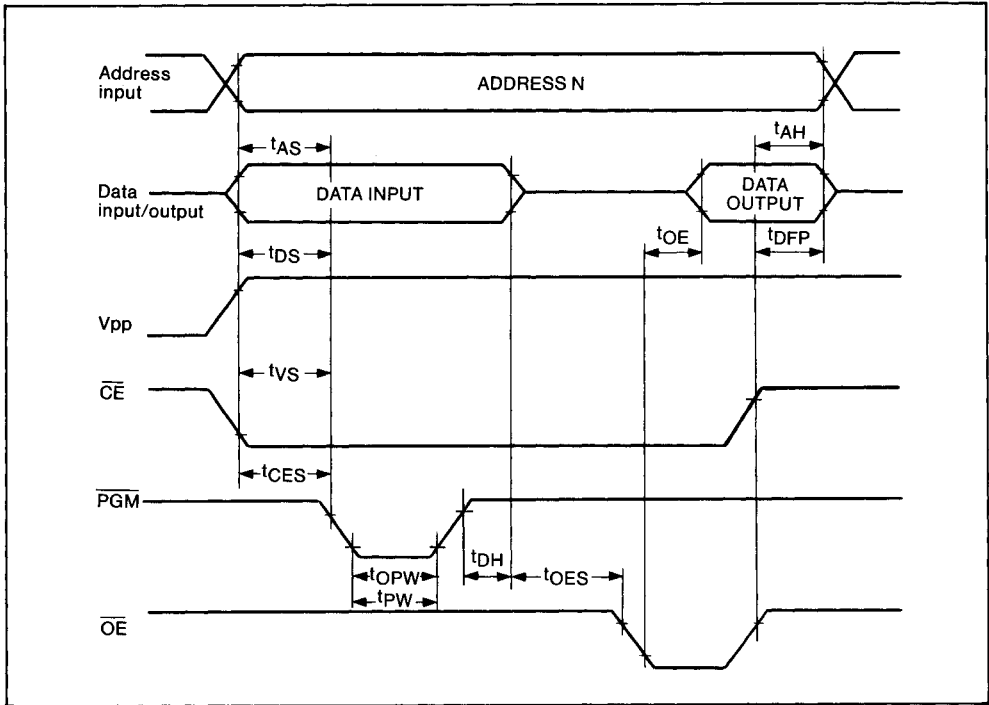 Address
input
ADDRESS N
tAS
tAH
Data
input/output
DATA INPUT
DATA
OUTPUT
tDS
tOE
tDFP
Vpp
tVS
CE
tCES
PGM
tDH
tOES
tOPW
tPW
OE